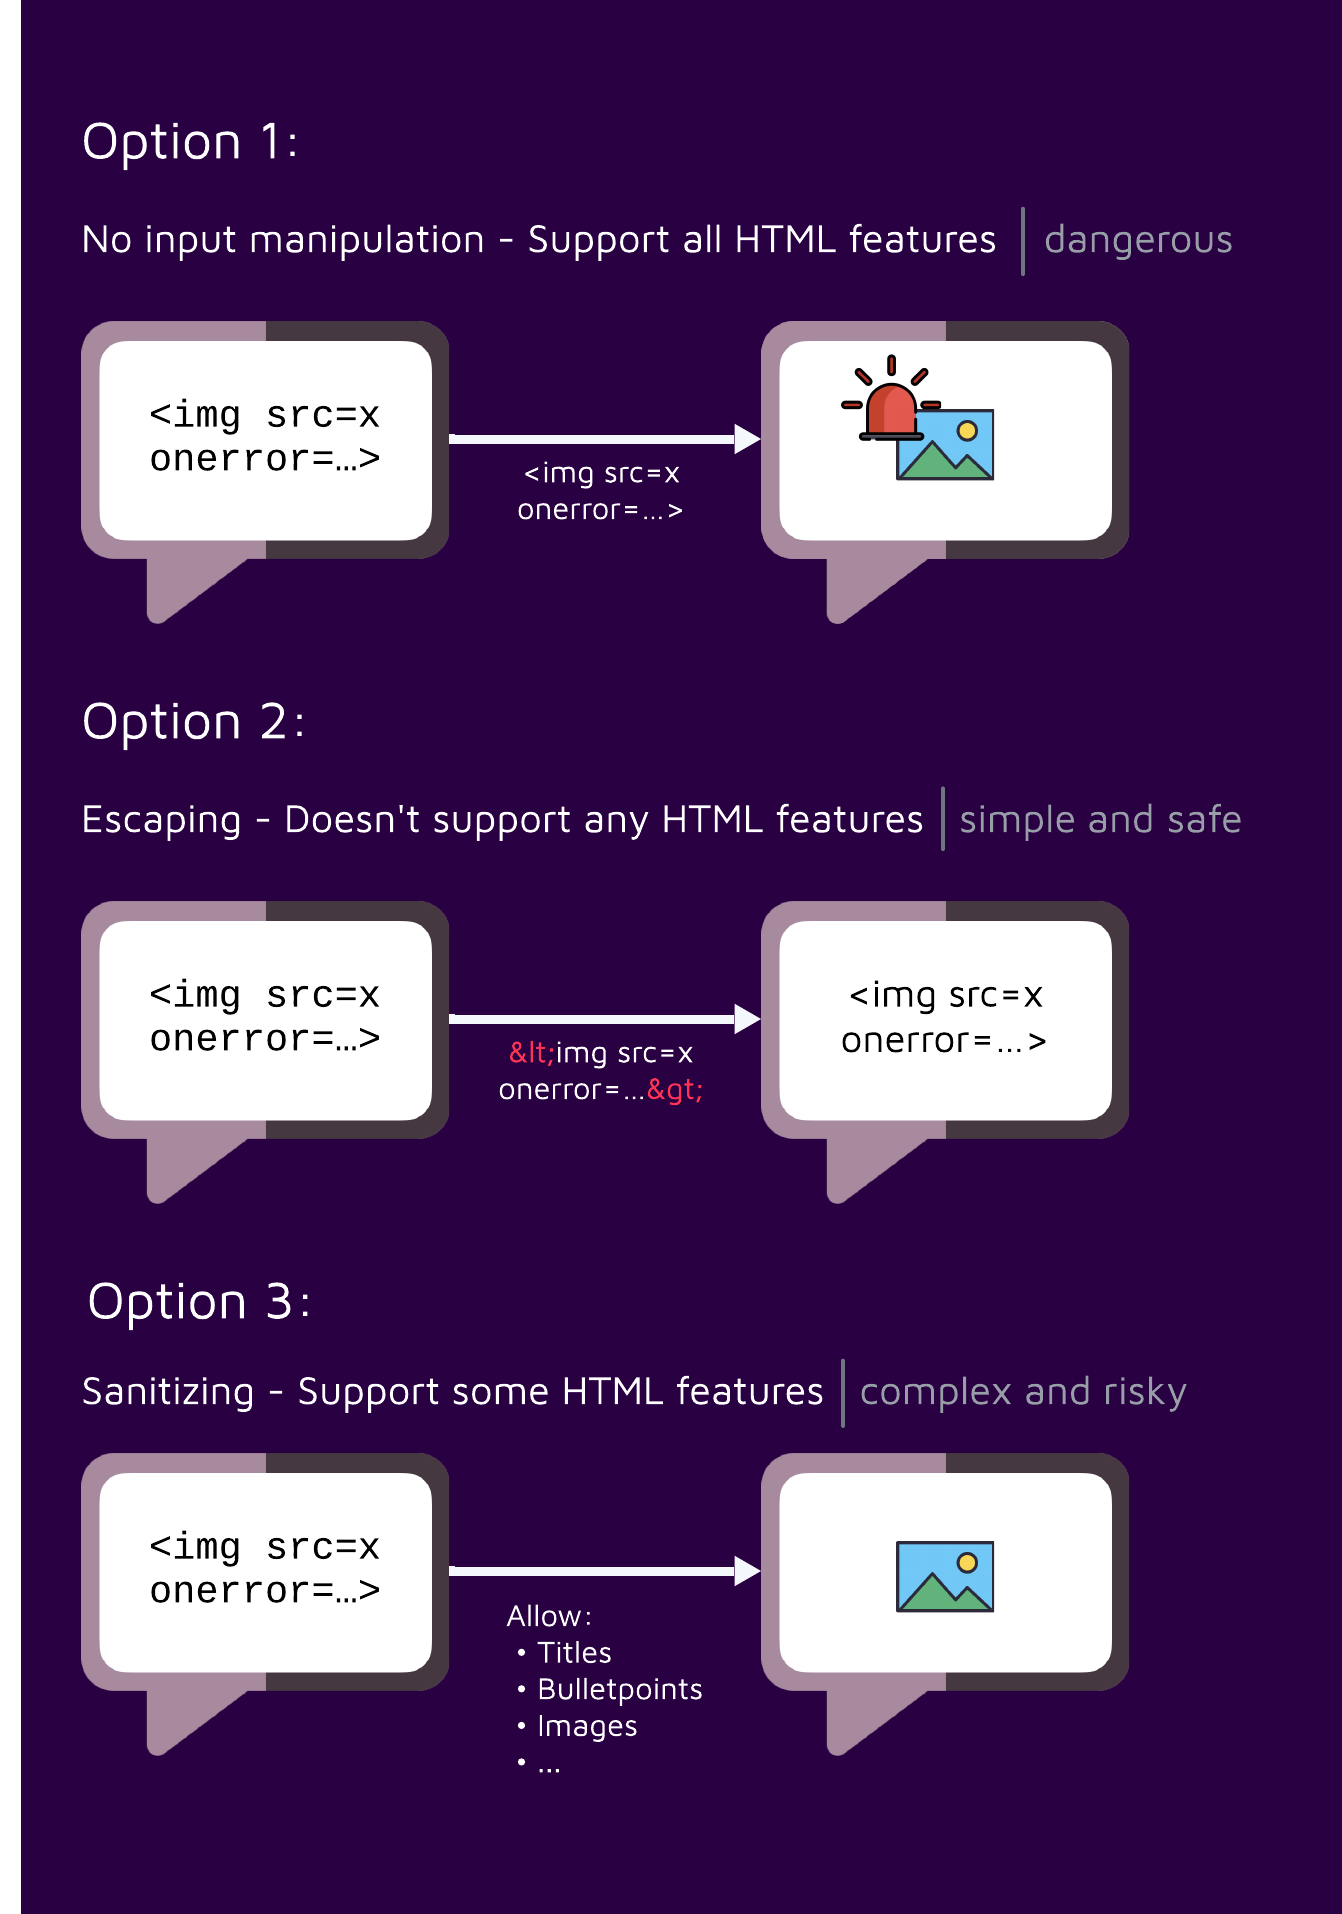 Option 1:
No input manipulation - Support all HTML features | dangerous
<img src=x
onerror=...>
<img src=x
onerror=...>
Option 2:
Escaping - Doesn't support any HTML features | simple and safe
<img src=x
onerror=...>
&lt;img src=x
onerror=...&gt;
<img src=x
onerror=...>
Option 3:
Sanitizing - Support some HTML features | complex and risky
<img src=x
onerror=...>
Allow:
• Titles
• Bulletpoints
• Images
• ...